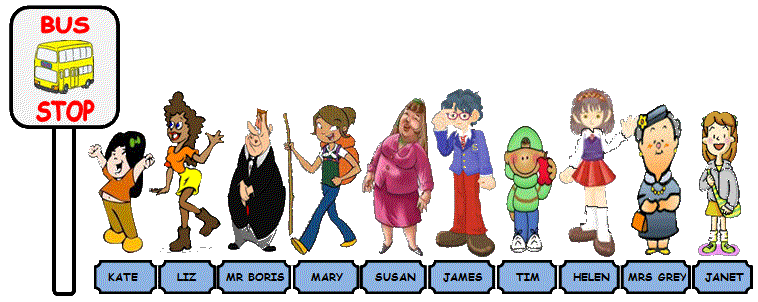 BUS
STOP
KATE LIZ MR BORIS MARY SUSAN JAMES TIM HELEN MRS GREY JANET